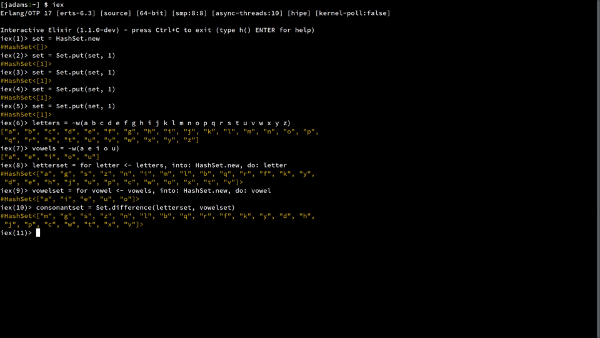 [jadams:~] $ iex
Erlang/OTP 17 [erts-6.3] [source] [64-bit] [smp:8:8] [async-threads:10] [hipe] [kernel-poll:false]
Interactive Elixir (1.1.0-dev) - press Ctrl+C to exit (type h() ENTER for help)
iex(1)> set = HashSet.new
#HashSet<[]>
iex(2)> set = Set.put(set, 1)
#HashSet<[1]>
iex(3)> set = Set.put(set, 1)
#HashSet<[1]>
iex(4)> set = Set.put(set, 1)
#HashSet<[1]>
iex(5)> set = Set.put(set, 1)
#HashSet<[1]>
iex(6)> letters = ~w(a b c d e f g h i j k l m n o p q r s t u v w x y z)
["a", "b", "c", "d", "e", "f", "g", "h", "i", "j", "k", "l", "m", "n", "o", "p",
"q", "r", "s", "t", "u", "v", "w", "x", "y", "z"]
iex(7)> vowels = ~w(a e i o u)
["a", "e", "i", "o", "u"]
iex(8)> letterset = for letter <- letters, into: HashSet.new, do: letter
#HashSet<["a", "g", "s", "z", "n", "i", "m", "l", "b", "q", "r", "f", "k", "y",
"d", "e", "h", "j", "u", "p", "c", "w", "o", "x", "t", "v"]>
iex(9)> vowelset = for vowel <- vowels, into: HashSet.new, do: vowel
#HashSet<["a", "i", "e", "u", "o"]>
iex(10)> consonantset = Set.difference(letterset, vowelset)
#HashSet<["m", "g", "s", "z", "n", "l", "b", "q", "r", "f", "k", "y", "d", "h",
"j", "p", "c", "w", "t", "x", "v"]>
iex(11)>